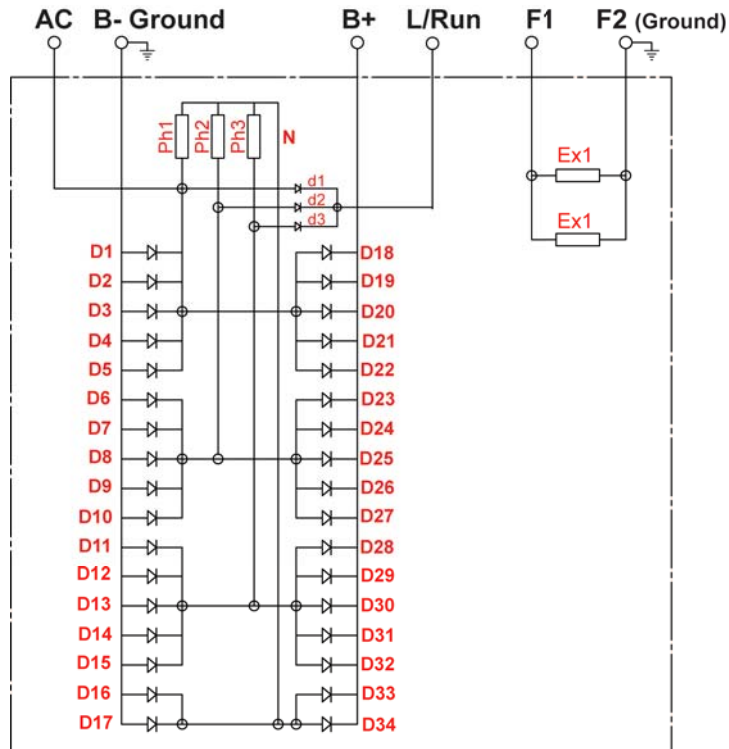 AC B- Ground B+ L/Run F1 F2 (Ground)
Ph1 Ph2 Ph3 N
Ex1
d1
d2
d3
Ex1
D1 D18
D2 D19
D3 D20
D4 D21
D5 D22
D6 D23
D7 D24
D8 D25
D9 D26
D10 D27
D11 D28
D12 D29
D13 D30
D14 D31
D15 D32
D16 D33
D17 D34